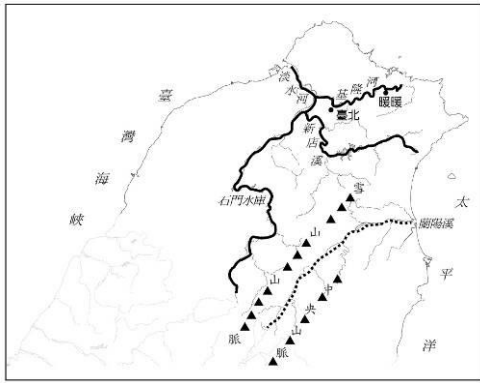 臺灣海峽
淡水河
基隆河
暖暖
臺北
新店溪
石門水庫
雪山山脈
蘭陽溪
中央山脈
太平洋